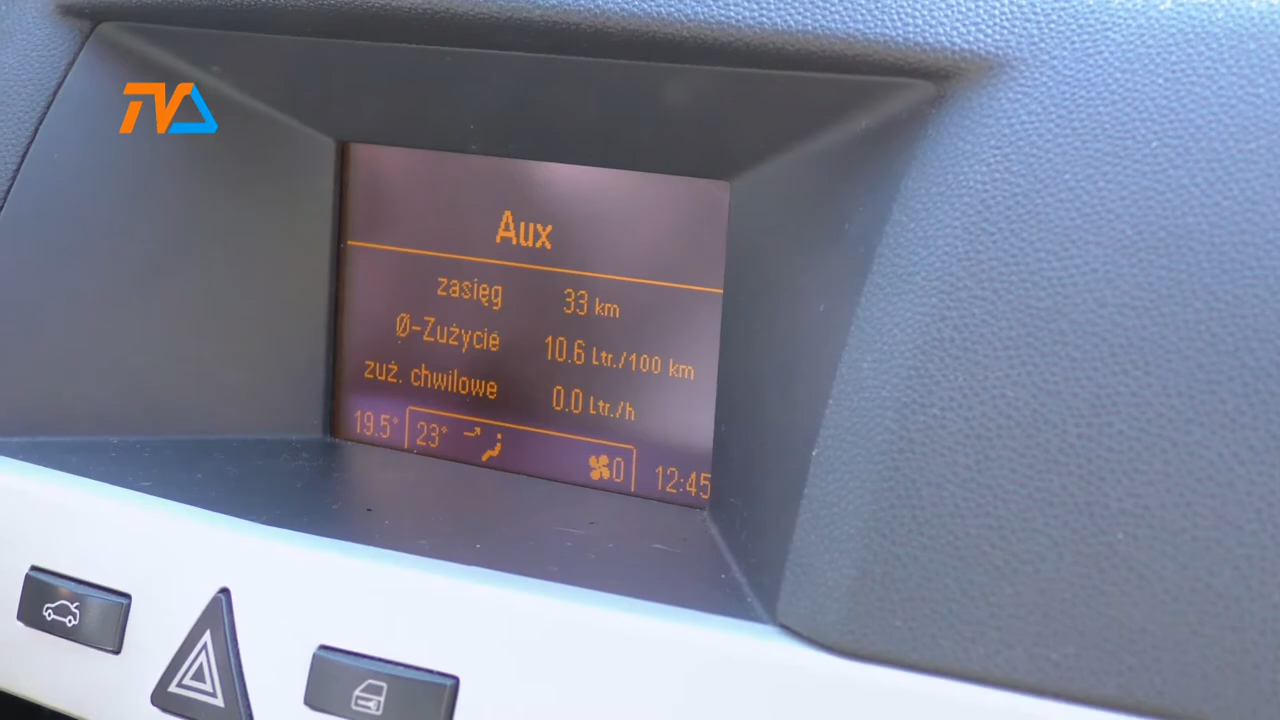 TVA
Aux
zasięg 33 km
Ø-Zużycie 10.6 Ltr./100 km
zuż. chwilowe 0.0 Ltr./h
19.5° 23° 0 12:45